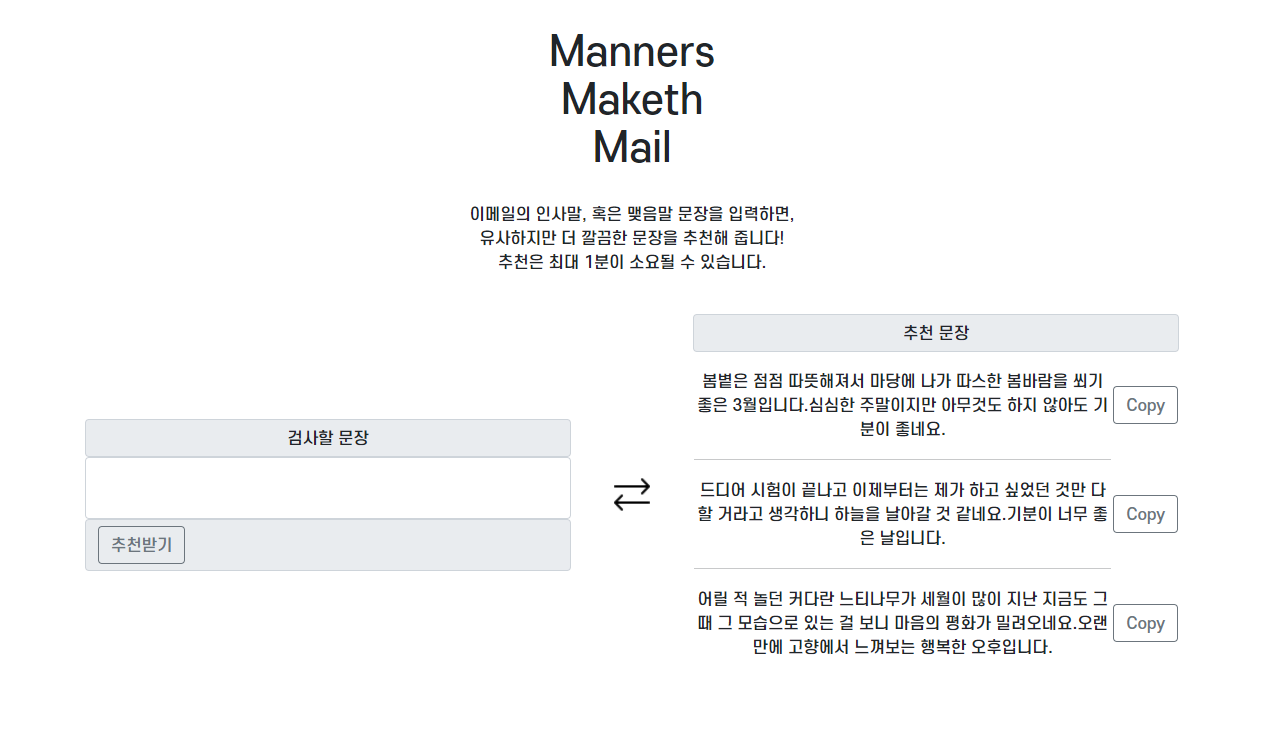 Manners
Maketh
Mail
이메일의 인사말, 혹은 맺음말 문장을 입력하면,
유사하지만 더 깔끔한 문장을 추천해 줍니다!
추천은 최대 1분이 소요될 수 있습니다.
검사할 문장
추천받기
추천 문장
봄볕은 점점 따뜻해져서 마당에 나가 따스한 봄바람을 쐬기
좋은 3월입니다.심심한 주말이지만 아무것도 하지 않아도 기
분이 좋네요.
Copy
드디어 시험이 끝나고 이제부터는 제가 하고 싶었던 것만 다
할 거라고 생각하니 하늘을 날아갈 것 같네요.기분이 너무 좋
은 날입니다.
Copy
어릴 적 놀던 커다란 느티나무가 세월이 많이 지난 지금도 그
때 그 모습으로 있는 걸 보니 마음의 평화가 밀려오네요.오랜
만에 고향에서 느껴보는 행복한 오후입니다.
Copy